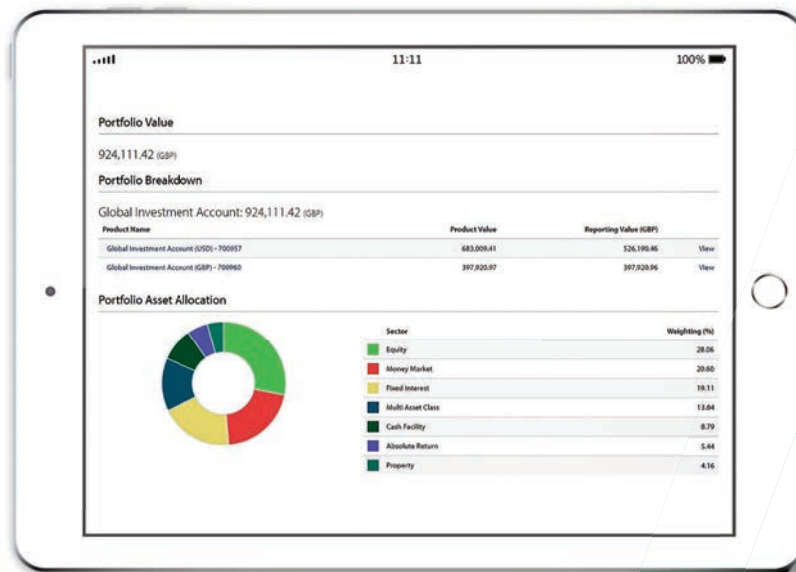 11:11
100%
Portfolio Value
924,111.42 (GBP)
Portfolio Breakdown
Global Investment Account: 924,111.42 (GBP)
Product Name Product Value Reporting Value (GBP)
Global Investment Account (USD) - 700957 683,009.41 526,190.46 View
Global Investment Account (GBP) - 700960 397,920.97 397,920.96 View
Portfolio Asset Allocation
Sector Weighting (%)
Equity 28.06
Money Market 20.60
Fixed Interest 19.11
Multi Asset Class 13.84
Cash Facility 8.79
Absolute Return 5.44
Property 4.16